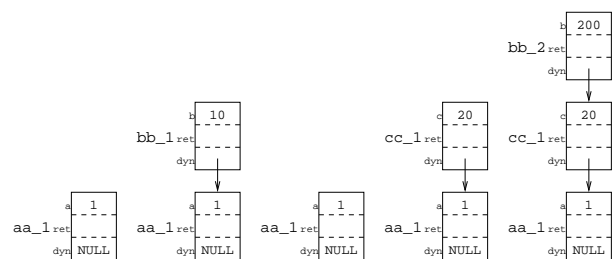 b 200
bb_2 ret
dyn
b 10 c 20 c 20
bb_1 ret cc_1 ret cc_1 ret
dyn dyn dyn
a 1 a 1 a 1 a 1 a 1
aa_1 ret aa_1 ret aa_1 ret aa_1 ret aa_1 ret
dyn NULL dyn NULL dyn NULL dyn NULL dyn NULL